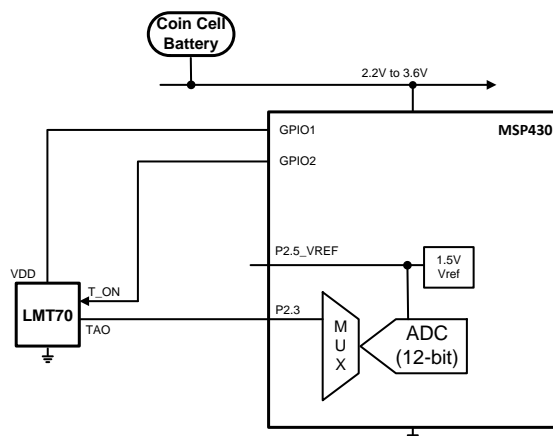 Coin Cell
Battery
2.2V to 3.6V
MSP430
GPIO1
GPIO2
P2.5_VREF
1.5V
Vref
VDD
T_ON
LMT70
TAO
P2.3
M
U
X
ADC
(12-bit)